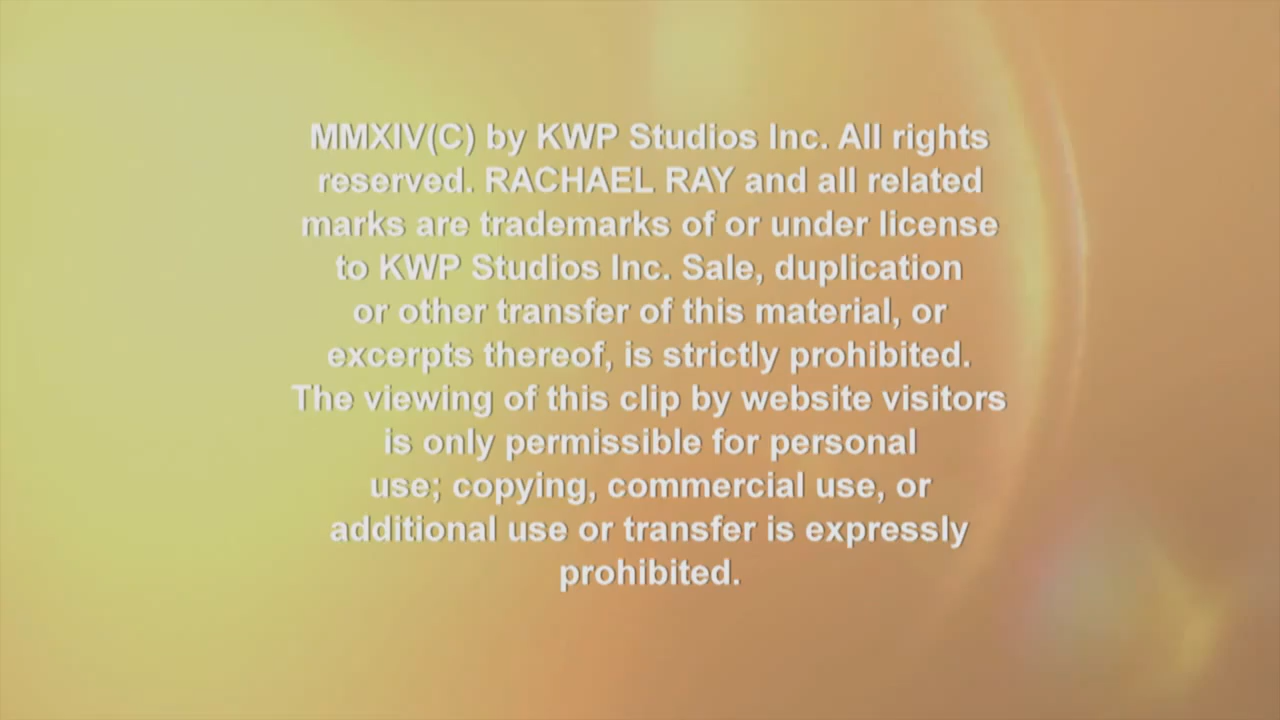 MMXIV(C) by KWP Studios Inc. All rights
reserved. RACHAEL RAY and all related
marks are trademarks of or under license
to KWP Studios Inc. Sale, duplication
or other transfer of this material, or
excerpts thereof, is strictly prohibited.
The viewing of this clip by website visitors
is only permissible for personal
use; copying, commercial use, or
additional use or transfer is expressly
prohibited.